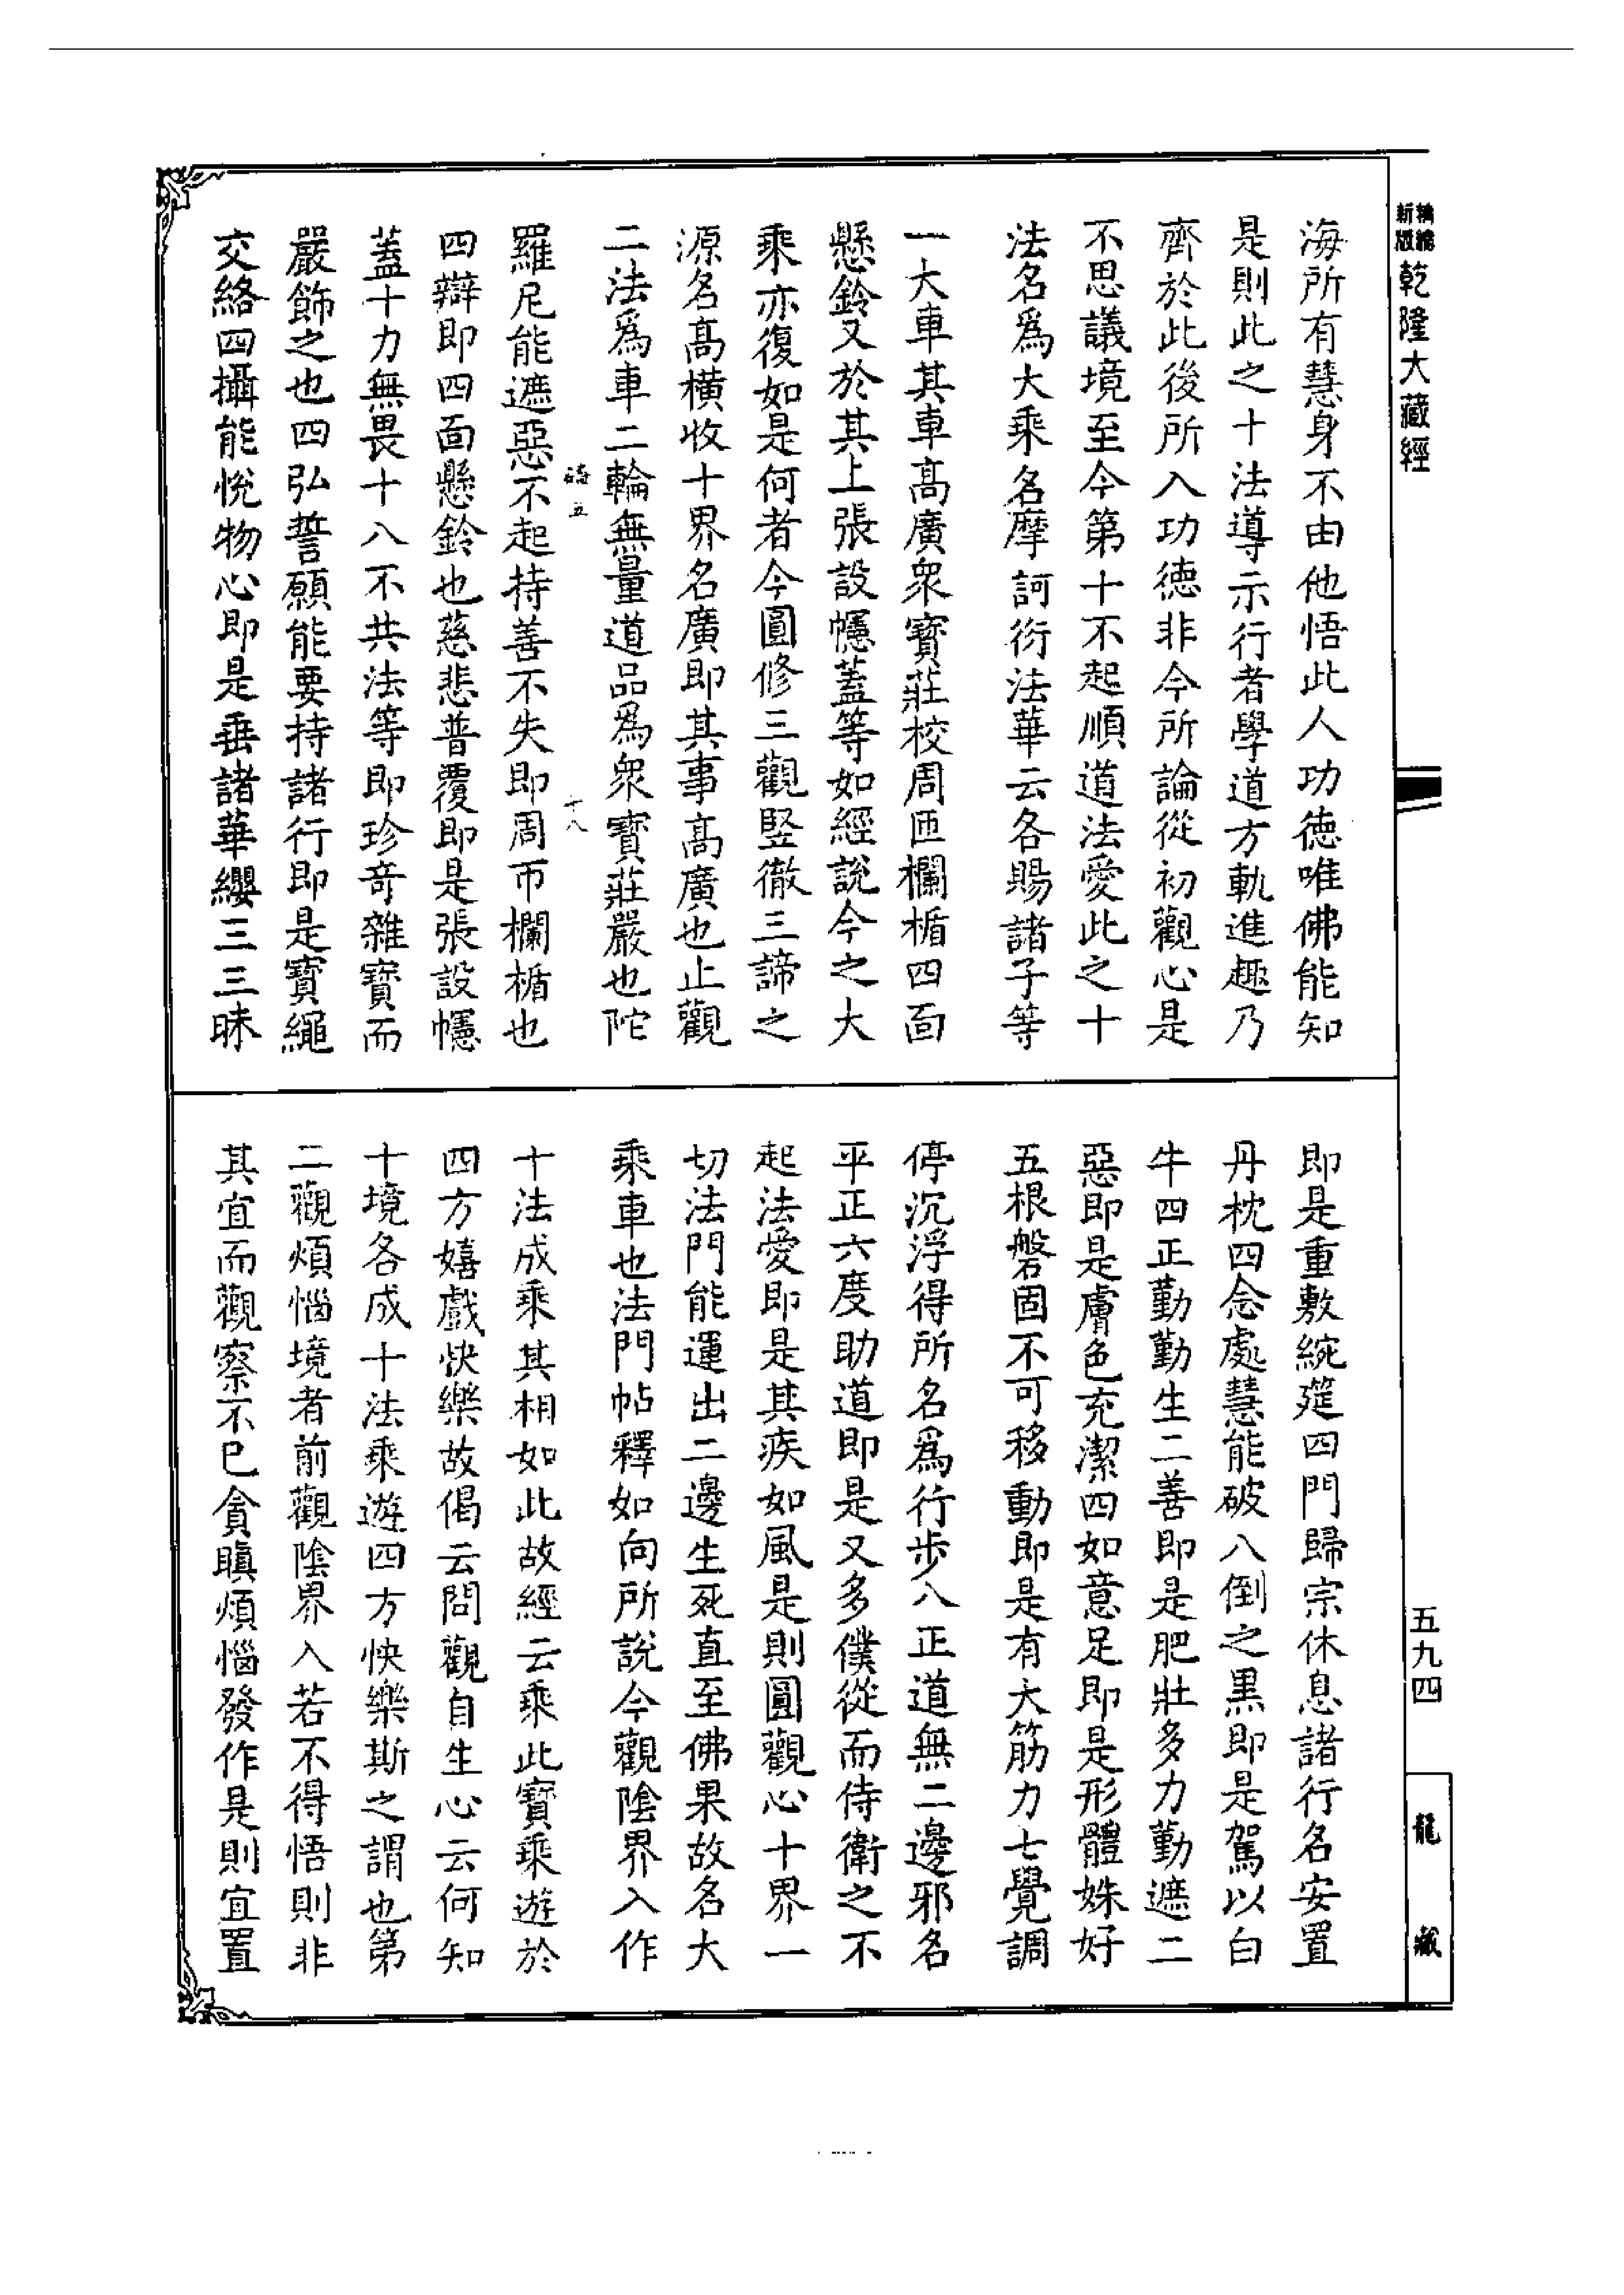 精編新版
乾隆大藏經
海所有慧身不由他悟此人功德唯佛能知
是則此之十法導示行者學道方軌進趣乃
齊於此後所入功德非今所論從初觀心是
不思議境至今第十不起順道法愛此之十
法名爲大乘名摩訶衍法華云各賜諸子等
一大車其車高廣衆寶莊校周匝欄楯四面
懸鈴又於其上張設幰蓋等如經說今之大
乘亦復如是何者今圓修三觀竪徹三諦之
源名高橫收十界名廣即其事高廣也止觀
二法爲車二輪無量道品爲衆寶莊嚴也陀
五
十八
羅尼能遮惡不起持善不失即周帀欄楯也
四辯即四面懸鈴也慈悲普覆即是張設幰
蓋十力無畏十八不共法等即珍奇雜寶而
嚴飾之也四弘誓願能要持諸行即是寶繩
交絡四攝能悅物心即是垂諸華纓三三昧
即是重敷綩筵四門歸宗休息諸行名安置
丹枕四念處慧能破八倒之黒即是駕以白
牛四正勤勤生二善即是肥壯多力勤遮二
惡即是膚色充潔四如意足即是形體姝好
五根磐固不可移動即是有大筋力七覺調
停沉浮得所名爲行步八正道無二邊邪名
平正六度助道即是又多僕從而侍衛之不
起法愛即是其疾如風是則圓觀心十界一
切法門能運出二邊生死直至佛果故名大
乘車也法門帖釋如向所說今觀陰界入作
十法成乘其相如此故經云乘此寶乘遊於
四方嬉戲快樂故偈云問觀自生心云何知
十境各成十法乘遊四方快樂斯之謂也第
二觀煩惱境者前觀陰界入若不得悟則非
其宜而觀察不巳貪瞋煩惱發作是則宜置
五九四
龍藏